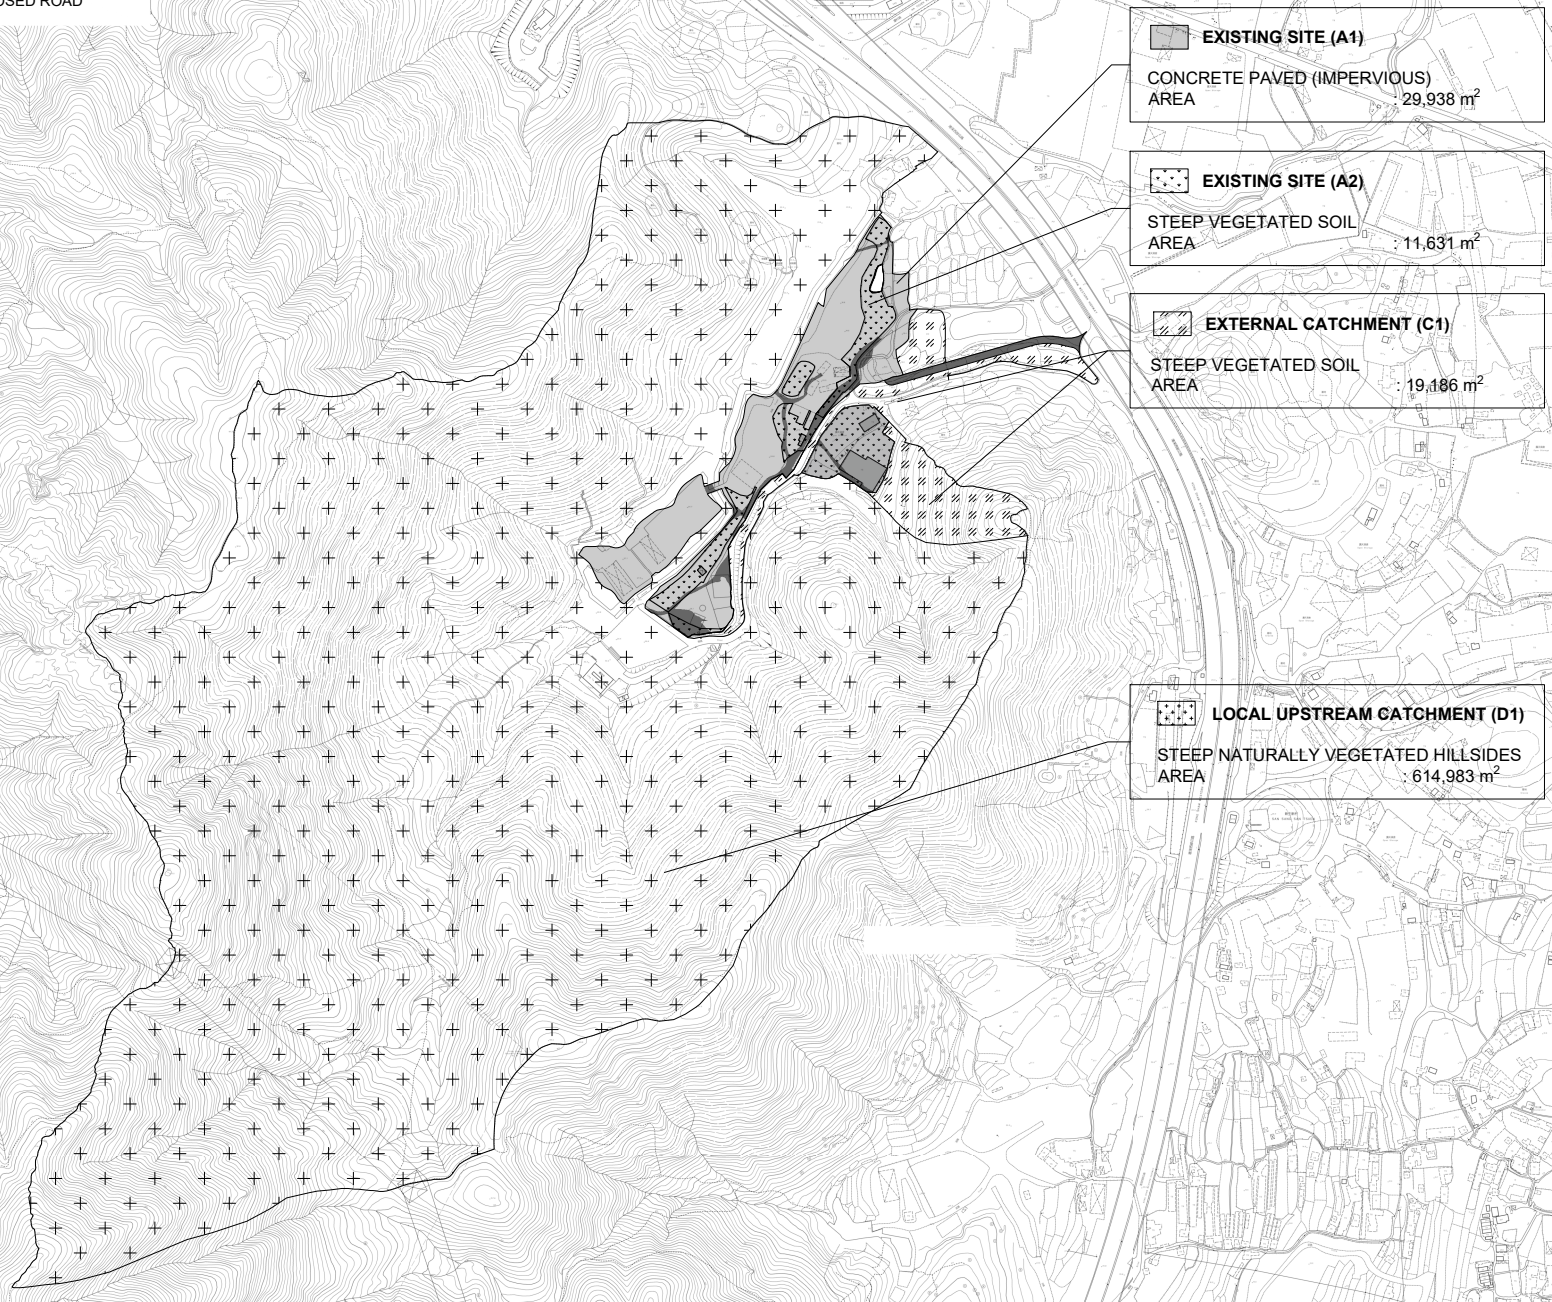 OSED ROAD
EXISTING SITE (A1)
CONCRETE PAVED (IMPERVIOUS)
AREA : 29,938 m²
EXISTING SITE (A2)
STEEP VEGETATED SOIL
AREA : 11,631 m²
EXTERNAL CATCHMENT (C1)
STEEP VEGETATED SOIL
AREA : 19,186 m²
LOCAL UPSTREAM CATCHMENT (D1)
STEEP NATURALLY VEGETATED HILLSIDES
AREA : 614,983 m²